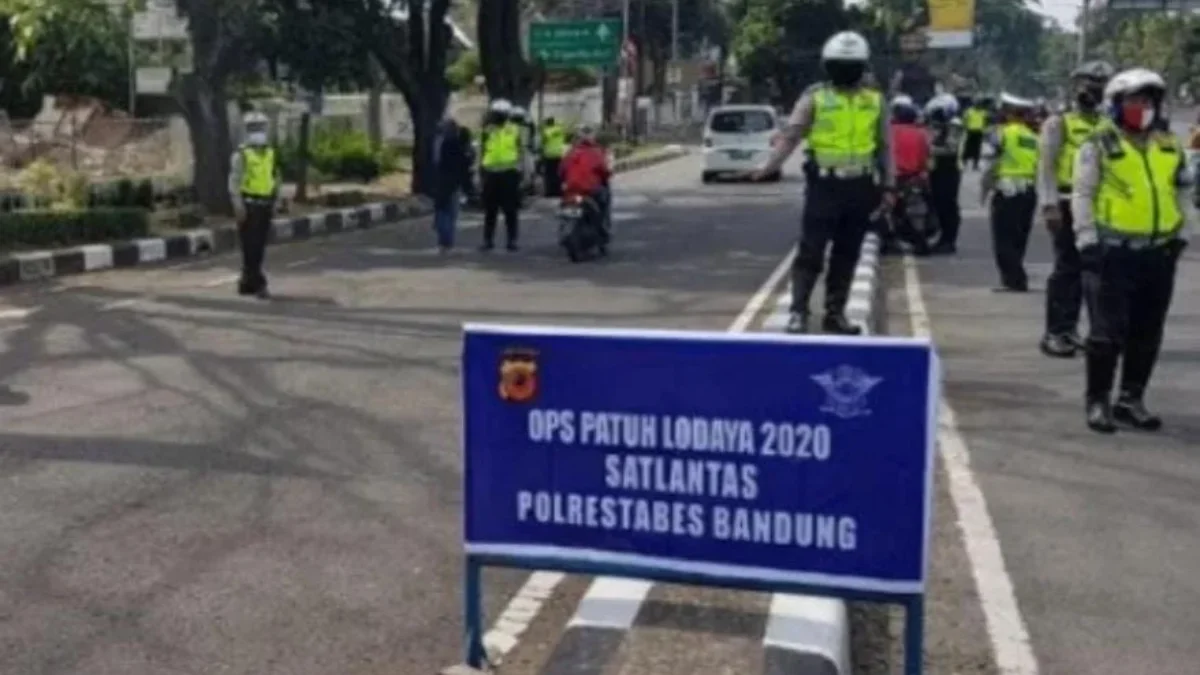 OPS PATUH LODAYA 2020
SATLANTAS
POLRESTABES BANDUNG